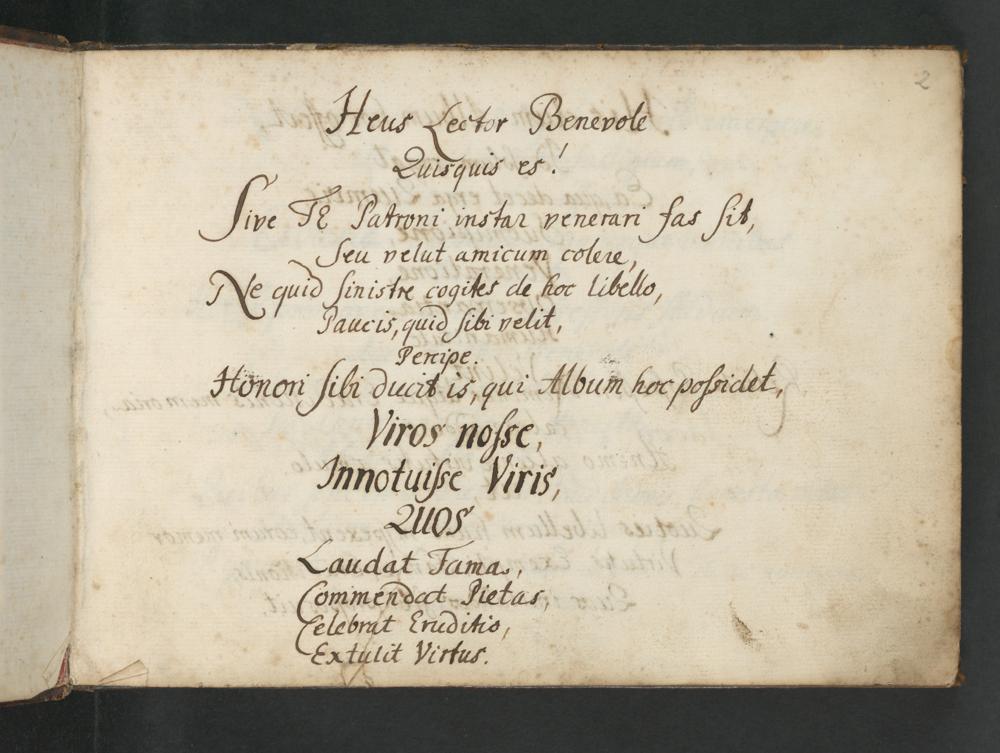 2
Heus Lector Benevole
Quisquis es!
Sive TE Patroni instar venerari fas sit,
Seu velut amicum colere,
Ne quid sinistre cogites de hoc libello,
Paucis, quid sibi velit,
Percipe.
Honori sibi ducit is, qui Album hoc possidet,
Viros nosse,
Innotuisse Viris,
QUOS
Laudat Fama,
Commendat Pietas,
Celebrat Eruditio,
Extulit Virtus.